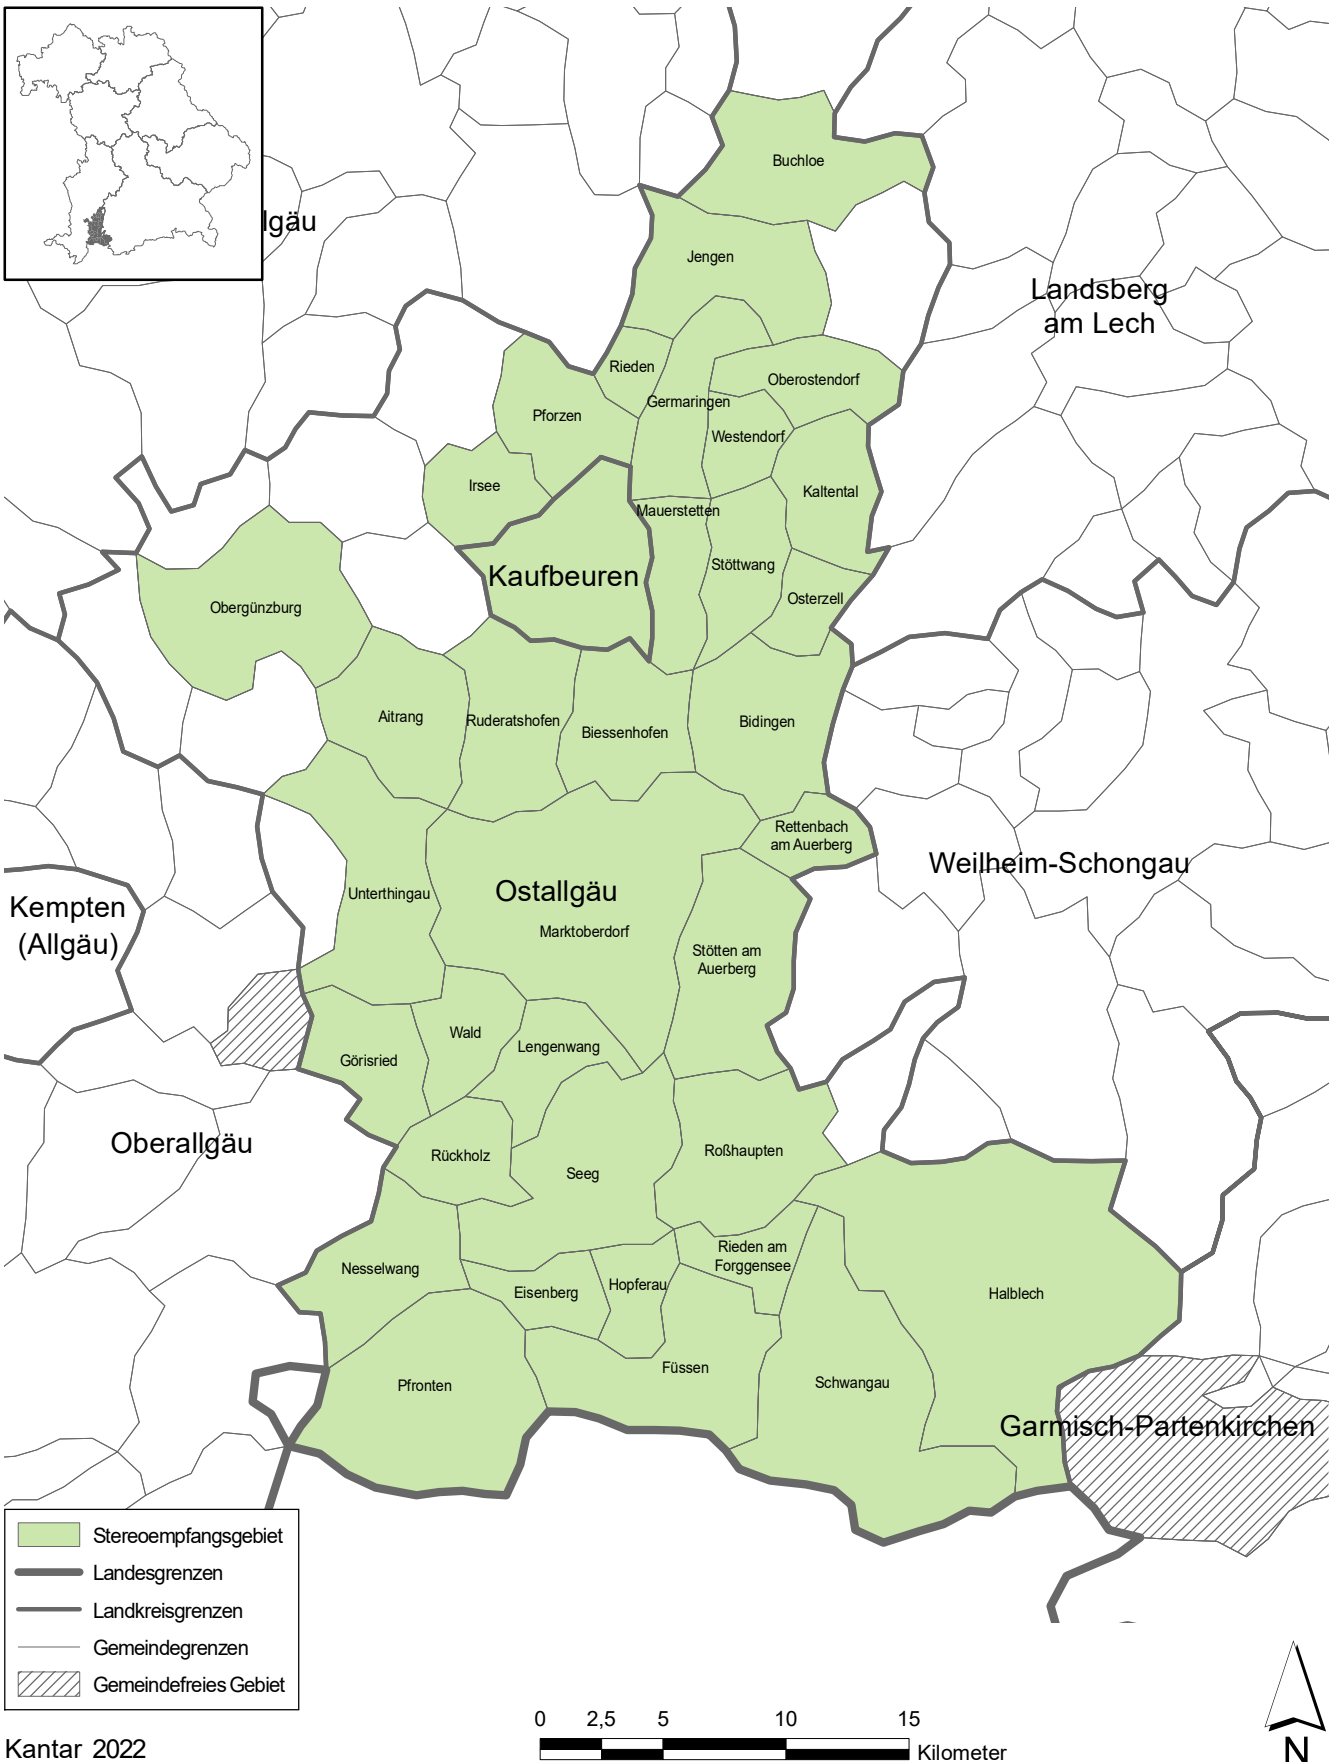 Buchloe
lgäu
Jengen
Landsberg
am Lech
Rieden
Oberostendorf
Germaringen
Pforzen
Westendorf
Irsee
Kaltental
Mauerstetten
Stöttwang
Kaufbeuren
Osterzell
Obergünzburg
Aitrang
Ruderatshofen
Biessenhofen
Bidingen
Rettenbach
am Auerberg
Weilheim-Schongau
Unterthingau
Ostallgäu
Kempten
(Allgäu)
Marktoberdorf
Stötten am
Auerberg
Wald
Lengenwang
Görisried
Oberallgäu
Rückholz
Roßhaupten
Seeg
Rieden am
Forggensee
Nesselwang
Eisenberg
Hopferau
Halblech
Füssen
Pfronten
Schwangau
Garmisch-Partenkirchen
Stereoempfangsgebiet
Landesgrenzen
Landkreisgrenzen
Gemeindegrenzen
Gemeindefreies Gebiet
0 2,5 5 10 15
Kilometer
N
Kantar 2022